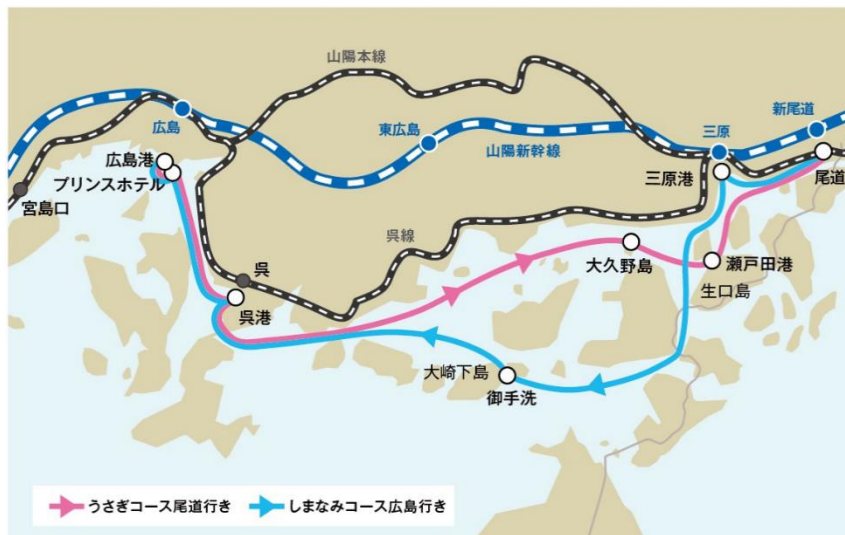 山陽本線
新尾道
広島
東広島
三原
山陽新幹線
広島港
プリンスホテル
三原港
尾道
宮島口
呉線
呉
大久野島
瀬戸田港
生口島
呉港
大崎下島
御手洗
うさぎコース尾道行き
しまなみコース広島行き